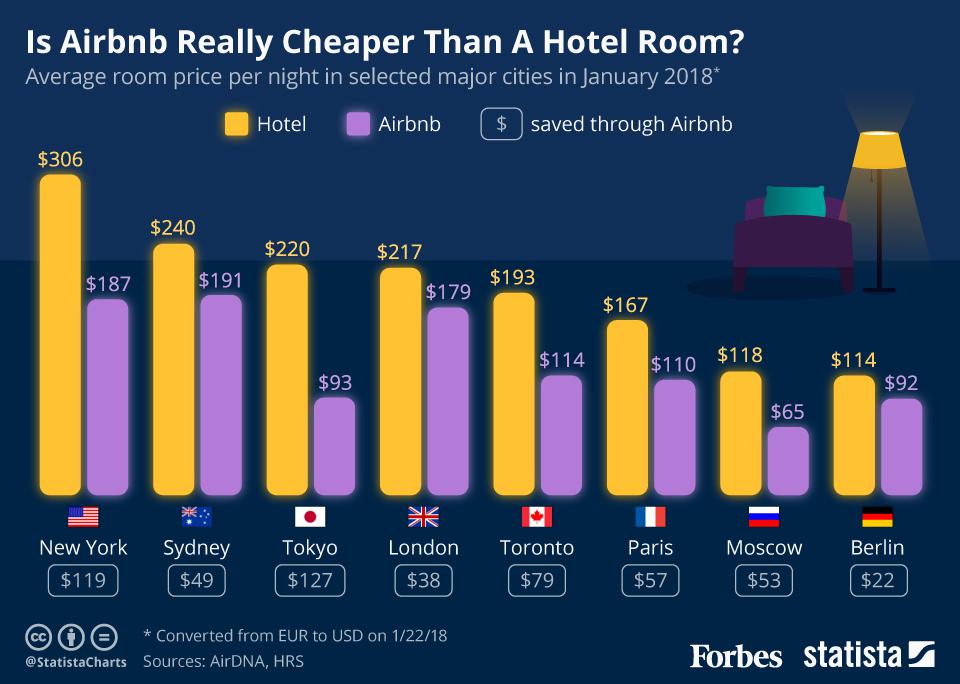 Is Airbnb Really Cheaper Than A Hotel Room?
Average room price per night in selected major cities in January 2018*
Hotel Airbnb $ saved through Airbnb
$306 $187 $240 $191 $220 $93 $217 $179 $193 $114 $167 $110 $118 $65 $114 $92
New York Sydney Tokyo London Toronto Paris Moscow Berlin
$119 $49 $127 $38 $79 $57 $53 $22
* Converted from EUR to USD on 1/22/18
cc
@StatistaCharts Sources: AirDNA, HRS
Forbes statista